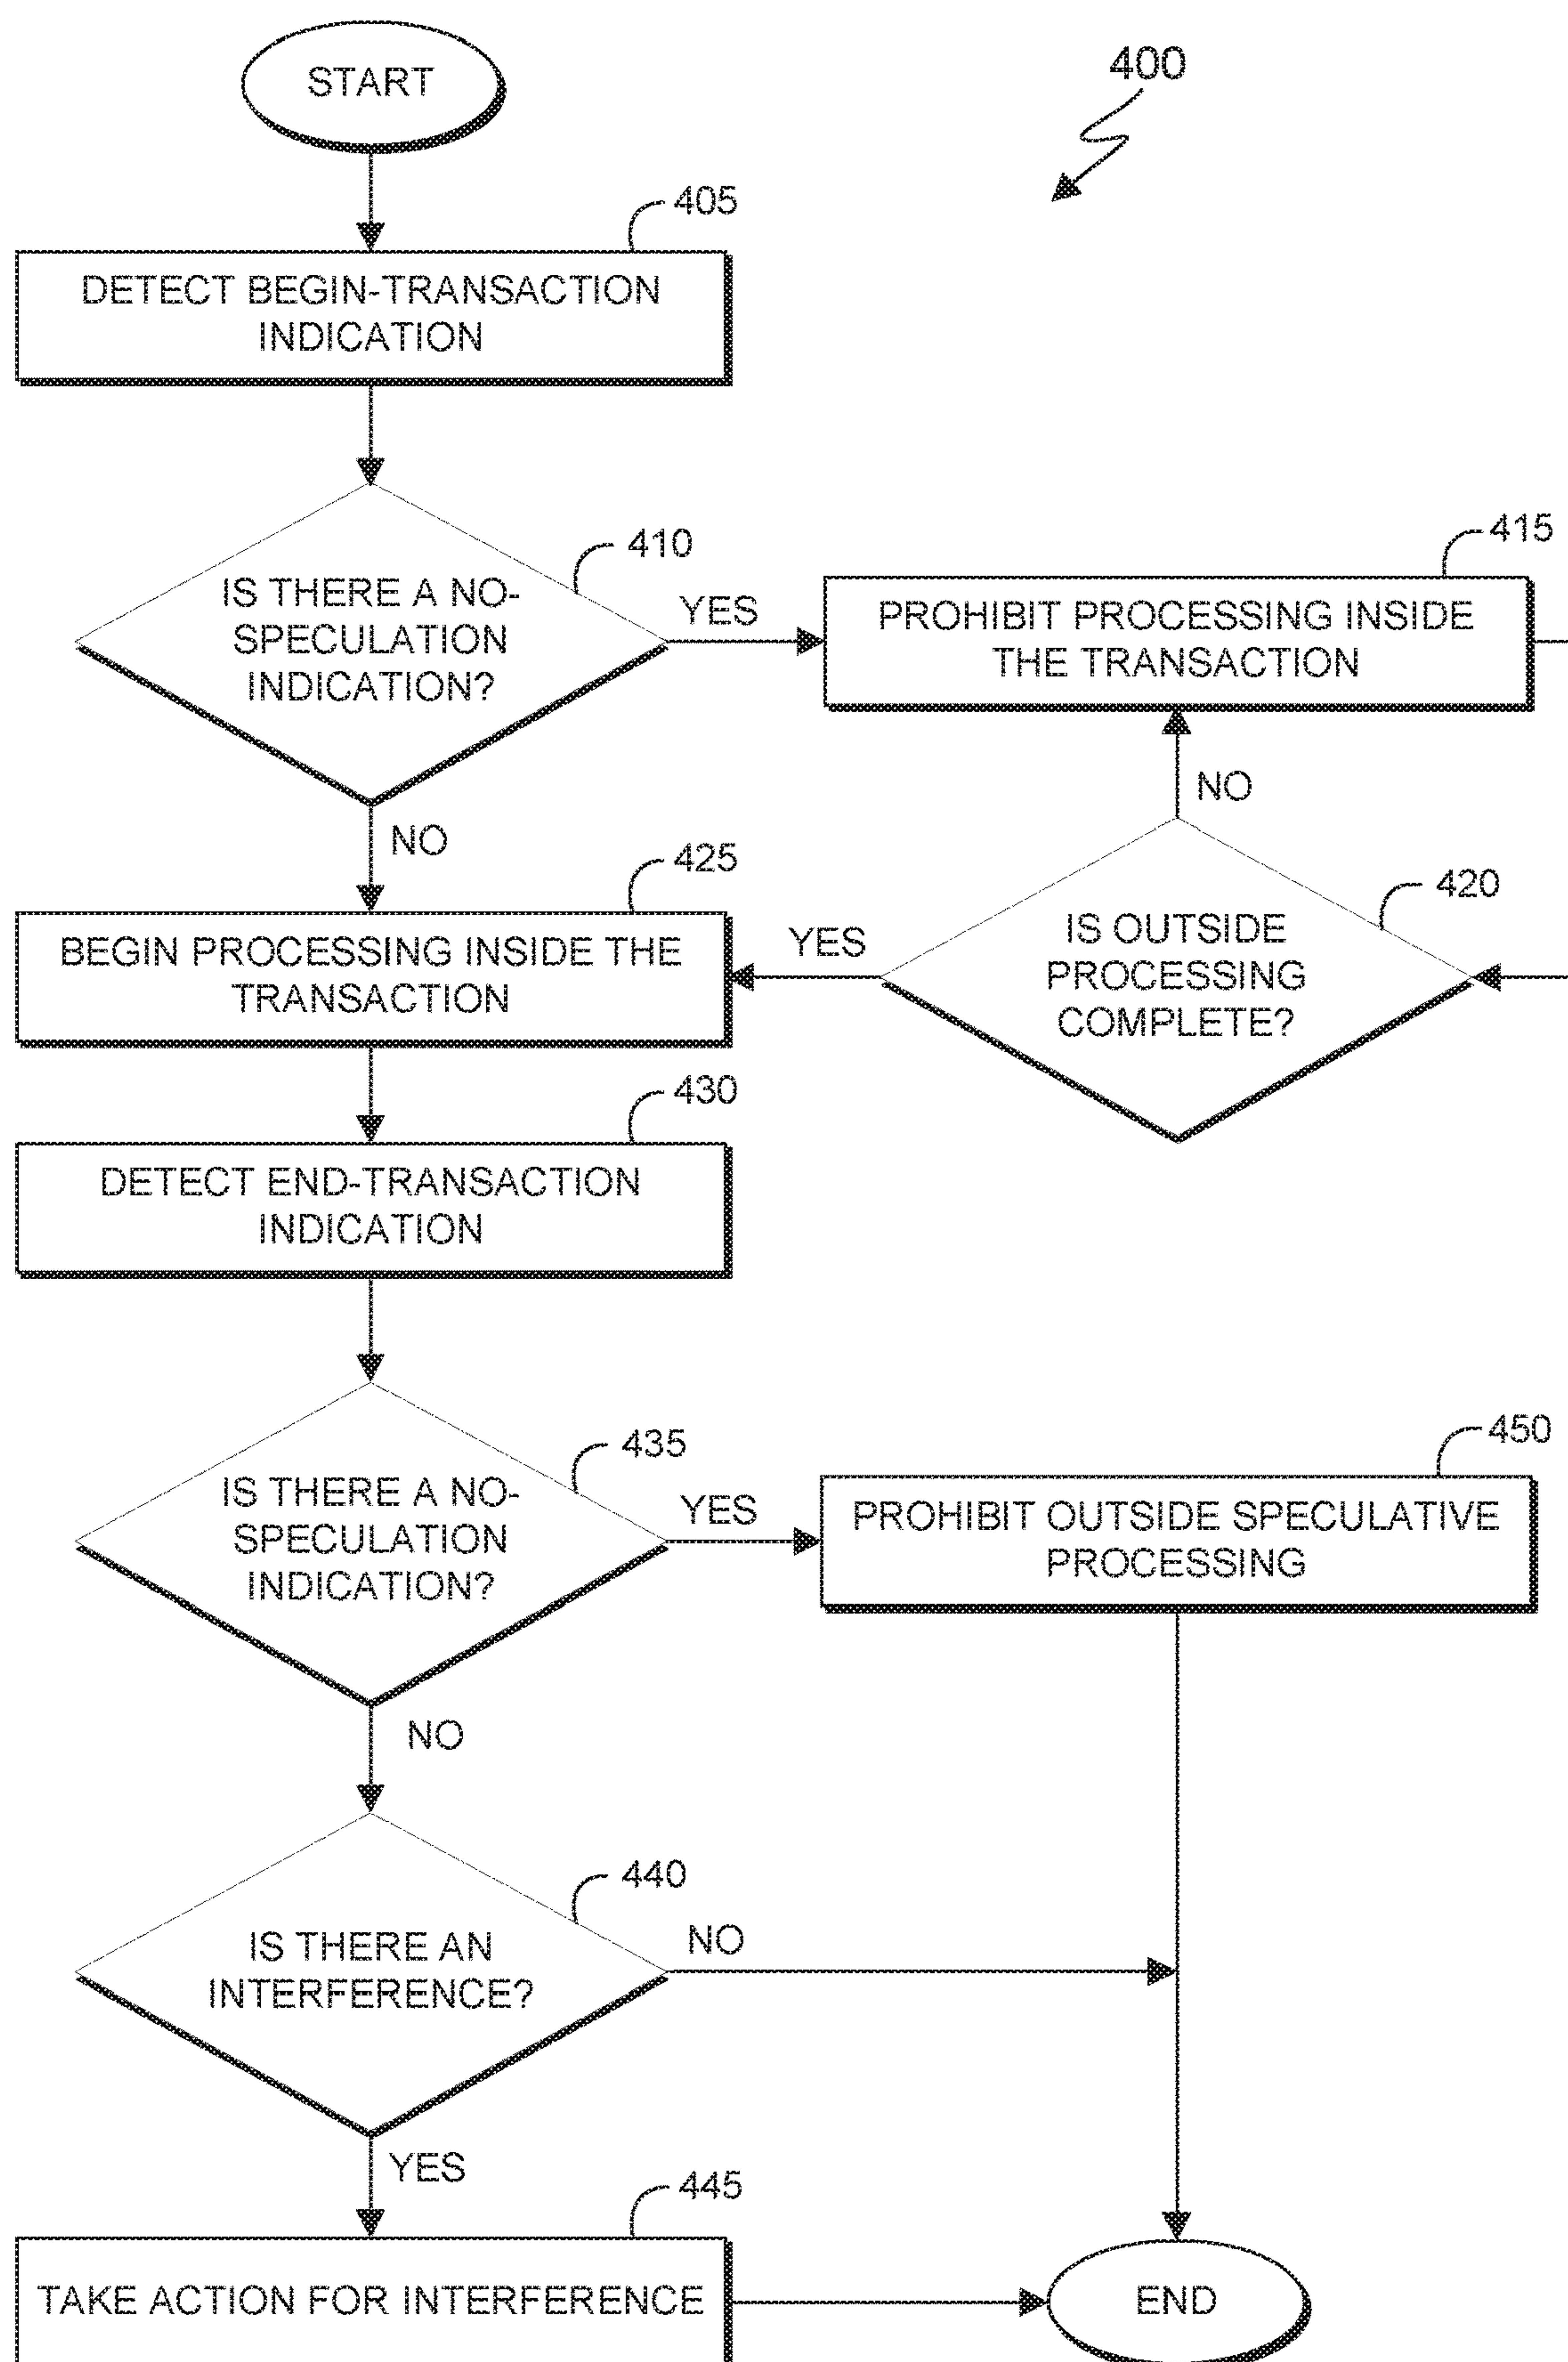 START
400
405
DETECT BEGIN-TRANSACTION
INDICATION
410
IS THERE A NO-
SPECULATION
INDICATION?
YES
415
PROHIBIT PROCESSING INSIDE
THE TRANSACTION
NO
NO
420
IS OUTSIDE
PROCESSING
COMPLETE?
YES
425
BEGIN PROCESSING INSIDE THE
TRANSACTION
430
DETECT END-TRANSACTION
INDICATION
435
IS THERE A NO-
SPECULATION
INDICATION?
YES
450
PROHIBIT OUTSIDE SPECULATIVE
PROCESSING
NO
440
IS THERE AN
INTERFERENCE?
NO
YES
445
TAKE ACTION FOR INTERFERENCE
END